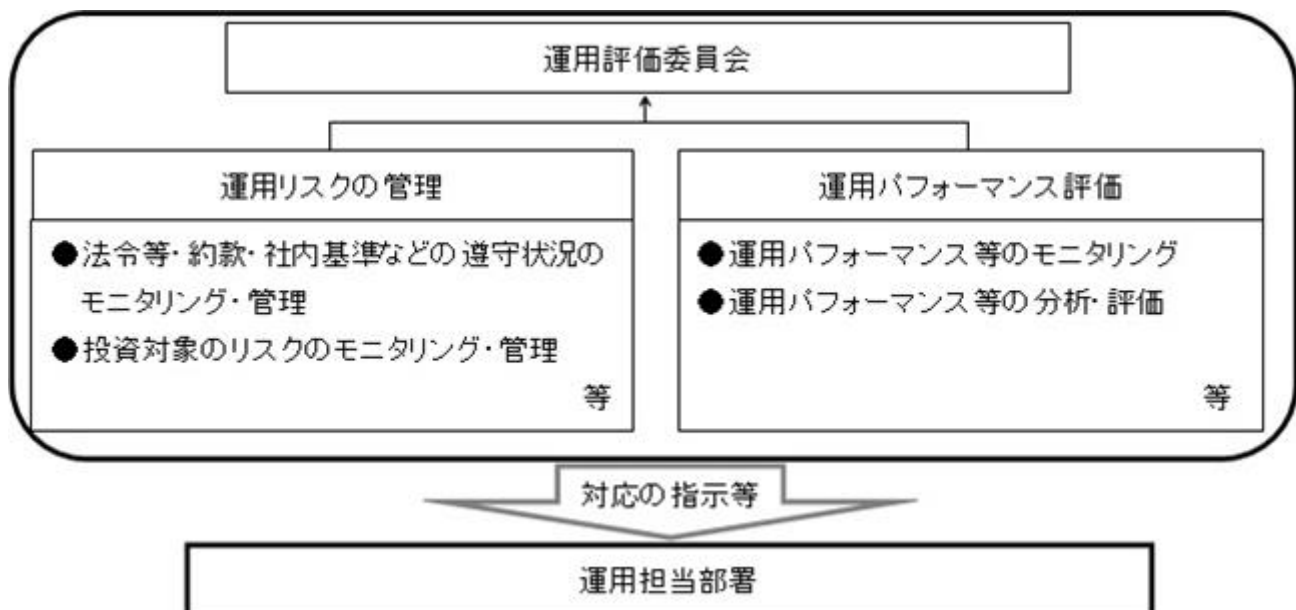 運用評価委員会
運用リスクの管理
●法令等・約款・社内基準などの遵守状況の
モニタリング・管理
●投資対象のリスクのモニタリング・管理
等
運用パフォーマンス評価
●運用パフォーマンス等のモニタリング
●運用パフォーマンス等の分析・評価
等
対応の指示等
運用担当部署